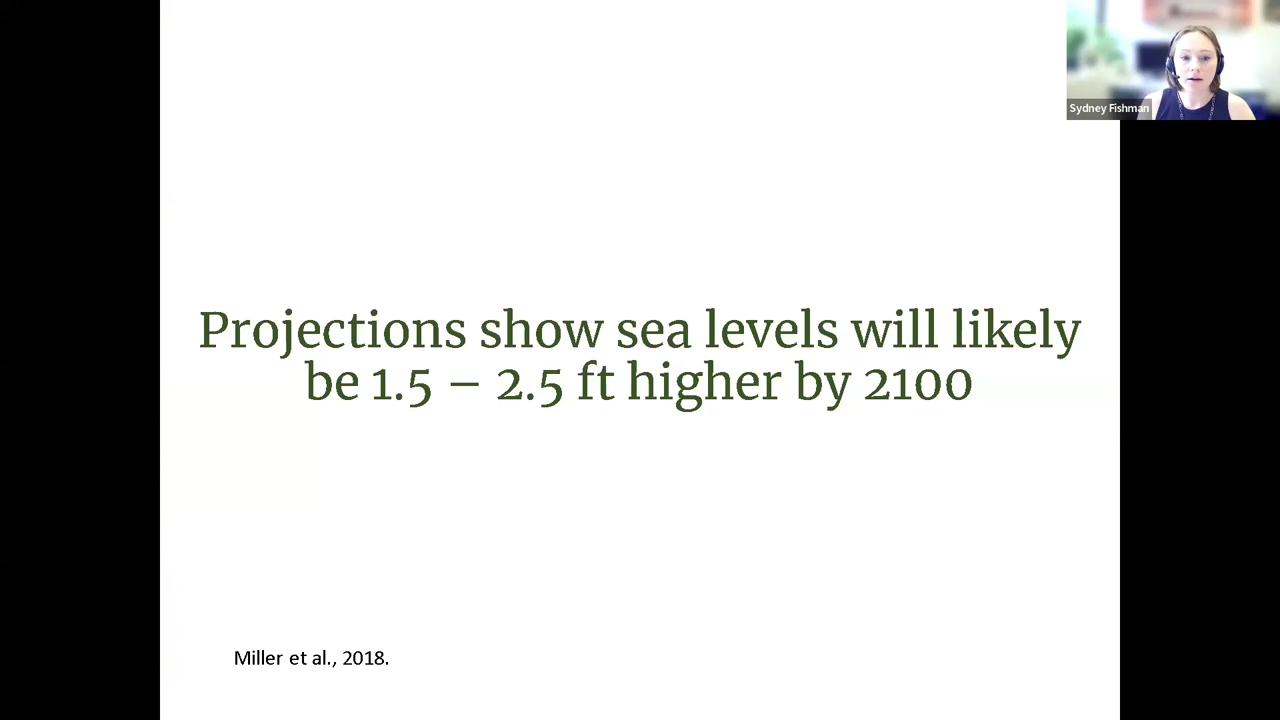 Sydney Fishman
Projections show sea levels will likely
be 1.5 – 2.5 ft higher by 2100
Miller et al., 2018.